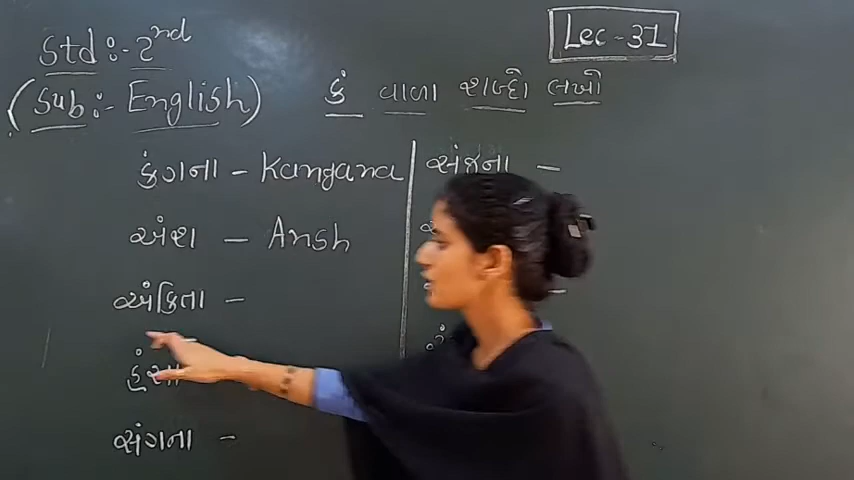 Std :- 2nd
Lec - 31
(Sub :- English)
કં વાળા શબ્દો લખો
કંગના - Kangana
અંજના -
અંશ - Ansh
અંકિતા -
સંગના -